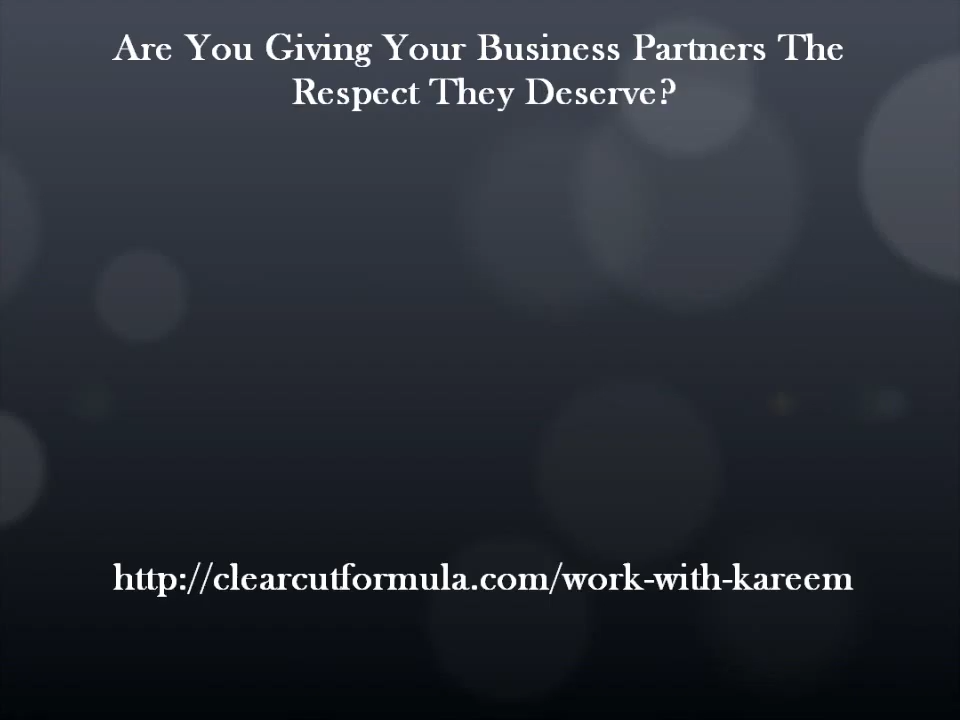 Are You Giving Your Business Partners The
Respect They Deserve?
http://clearcutformula.com/work-with-kareem